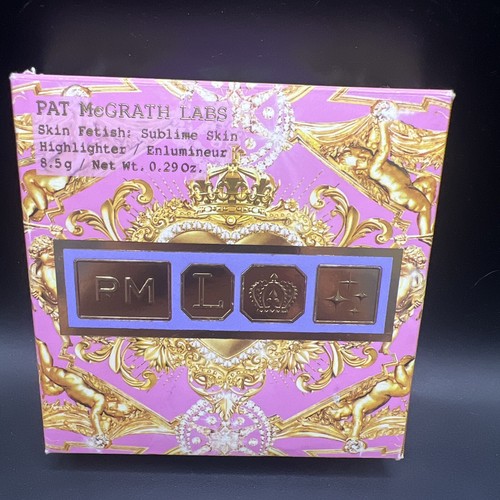 PAT McGRATH LABS
Skin Fetish: Sublime Skin
Highlighter / Enlumineur
8.5g / Net Wt. 0.29 Oz.
PM L A